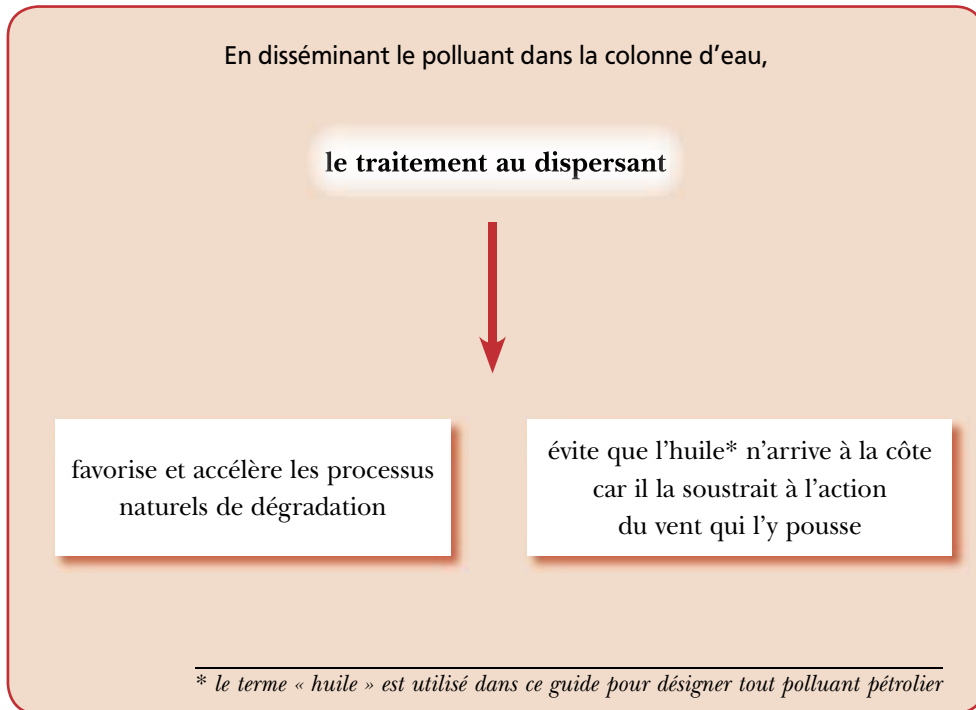 En disséminant le polluant dans la colonne d’eau,
le traitement au dispersant
favorise et accélère les processus
naturels de dégradation
évite que l’huile* n’arrive à la côte
car il la soustrait à l’action
du vent qui l’y pousse
* le terme « huile » est utilisé dans ce guide pour désigner tout polluant pétrolier